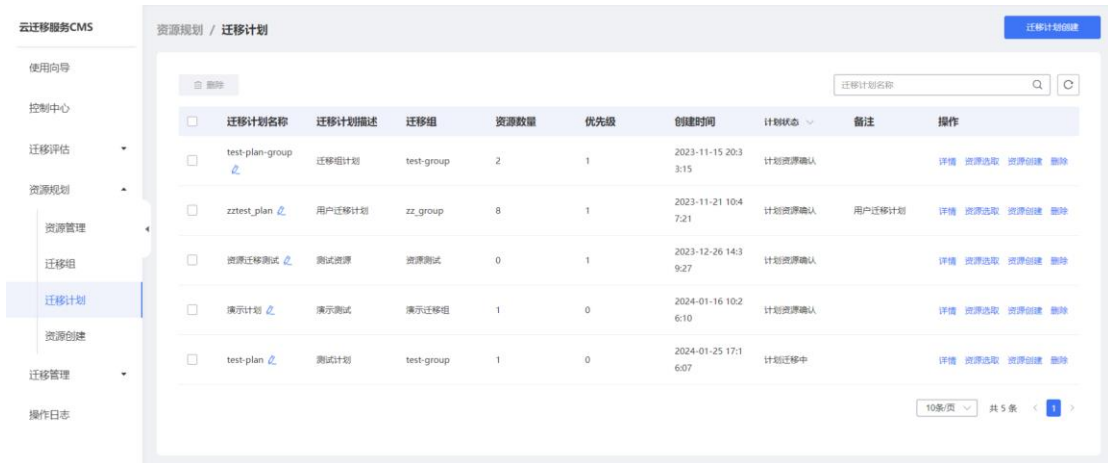 云迁移服务CMS
资源规划 / 迁移计划
迁移计划创建
使用向导
控制中心
迁移评估
资源规划
资源管理
迁移组
迁移计划
资源创建
迁移管理
操作日志
删除
迁移计划名称
迁移计划名称 迁移计划描述 迁移组 资源数量 优先级 创建时间 计划状态 备注 操作
test-plan-group 迁移组计划 test-group 2 1 2023-11-15 20:3
3:15 计划资源确认 详情 资源选取 资源创建 删除
zztest_plan 用户迁移计划 zz_group 8 1 2023-11-21 10:4
7:21 计划资源确认 用户迁移计划 详情 资源选取 资源创建 删除
资源迁移测试 测试资源 资源测试 0 1 2023-12-26 14:3
9:27 计划资源确认 详情 资源选取 资源创建 删除
演示计划 演示测试 演示迁移组 1 0 2024-01-16 10:2
6:10 计划资源确认 详情 资源选取 资源创建 删除
test-plan 测试计划 test-group 1 0 2024-01-25 17:1
6:07 计划迁移中 详情 资源选取 资源创建 删除
10条/页 共 5 条 < 1 >